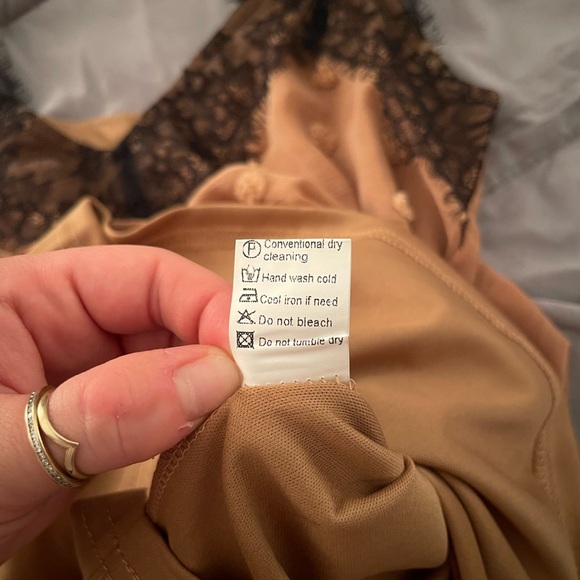 P Conventional dry
cleaning
Hand wash cold
Cool iron if need
Do not bleach
Do not tumble dry